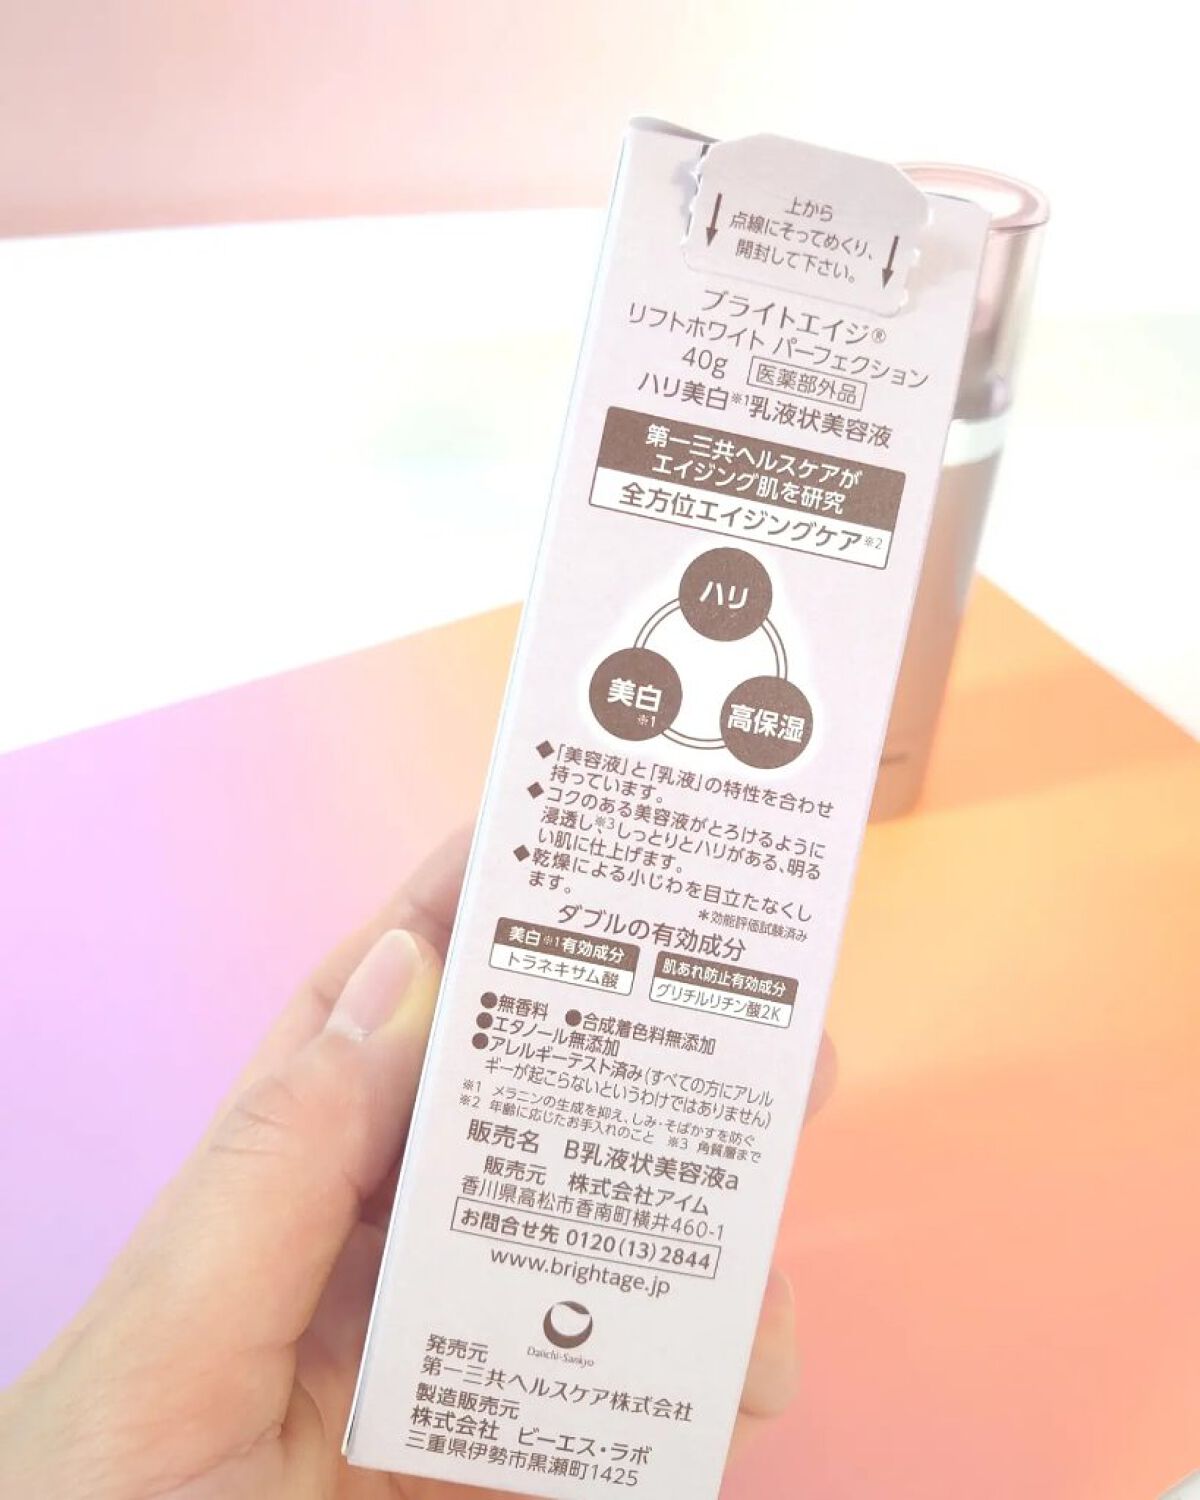 上から
点線にそってめくり、
開封して下さい。
ブライトエイジ®
リフトホワイト パーフェクション
40g 医薬部外品
ハリ美白※1乳液状美容液
第一三共ヘルスケアが
エイジング肌を研究
全方位エイジングケア※2
ハリ
美白
※1
高保湿
◆「美容液」と「乳液」の特性を合わせ
持っています。
◆コクのある美容液がとろけるように
浸透し※3、しっとりとハリがある、明る
い肌に仕上げます。
◆乾燥による小じわを目立たなくし
ます。
＊効能評価試験済み
ダブルの有効成分
美白※1有効成分
トラネキサム酸
肌あれ防止有効成分
グリチルリチン酸2K
●無香料 ●合成着色料無添加
●エタノール無添加
●アレルギーテスト済み(すべての方にアレル
ギーが起こらないというわけではありません)
※1 メラニンの生成を抑え、しみ・そばかすを防ぐ
※2 年齢に応じたお手入れのこと ※3 角質層まで
販売名 B乳液状美容液a
販売元 株式会社アイム
香川県高松市香南町横井460-1
お問合せ先 0120(13)2844
www.brightage.jp
Daiichi-Sankyo
発売元
第一三共ヘルスケア株式会社
製造販売元
株式会社 ビーエス・ラボ
三重県伊勢市黒瀬町1425